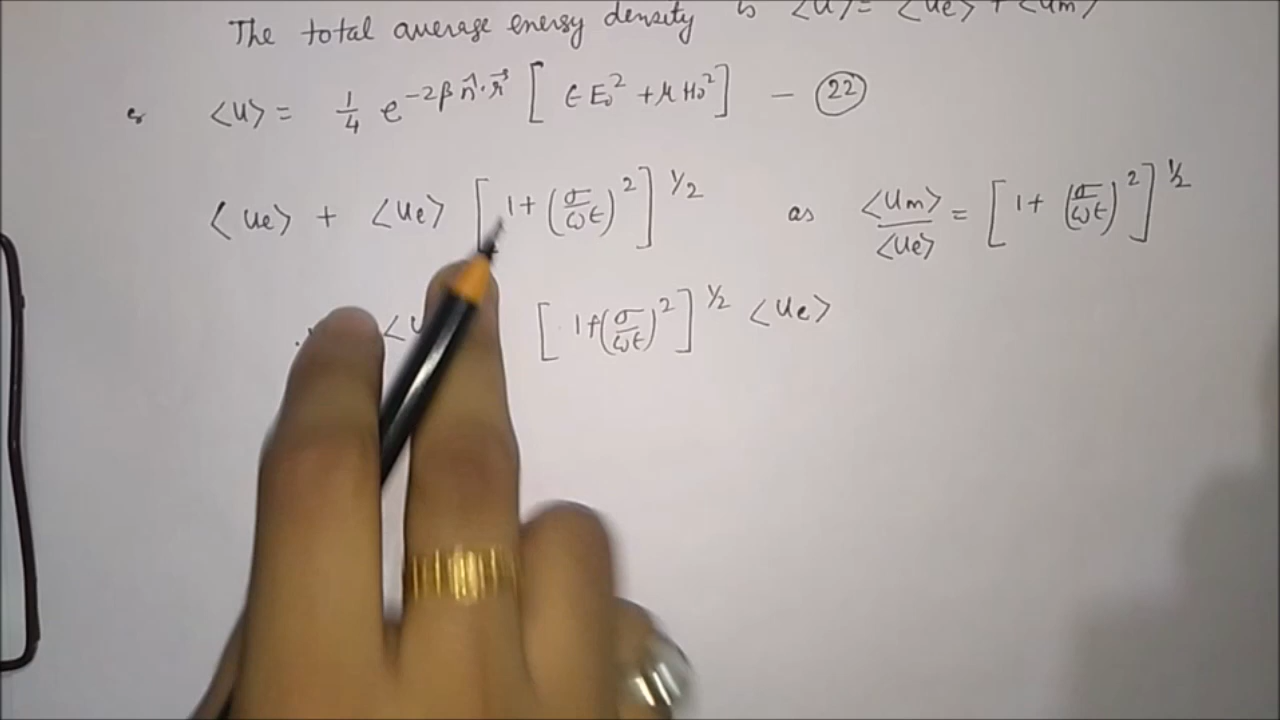 The total average energy density is <u> = <ue> + <um>
or <u> = 1/4 e^{-2β n̂·r⃗} [ ϵE₀² + μH₀² ] — (22)
<ue> + <ue> [ 1+ (σ/ωϵ)² ]^{1/2} as <um>/<ue> = [ 1+ (σ/ωϵ)² ]^{1/2}
[ 1+(σ/ωϵ)² ]^{1/2} <ue>